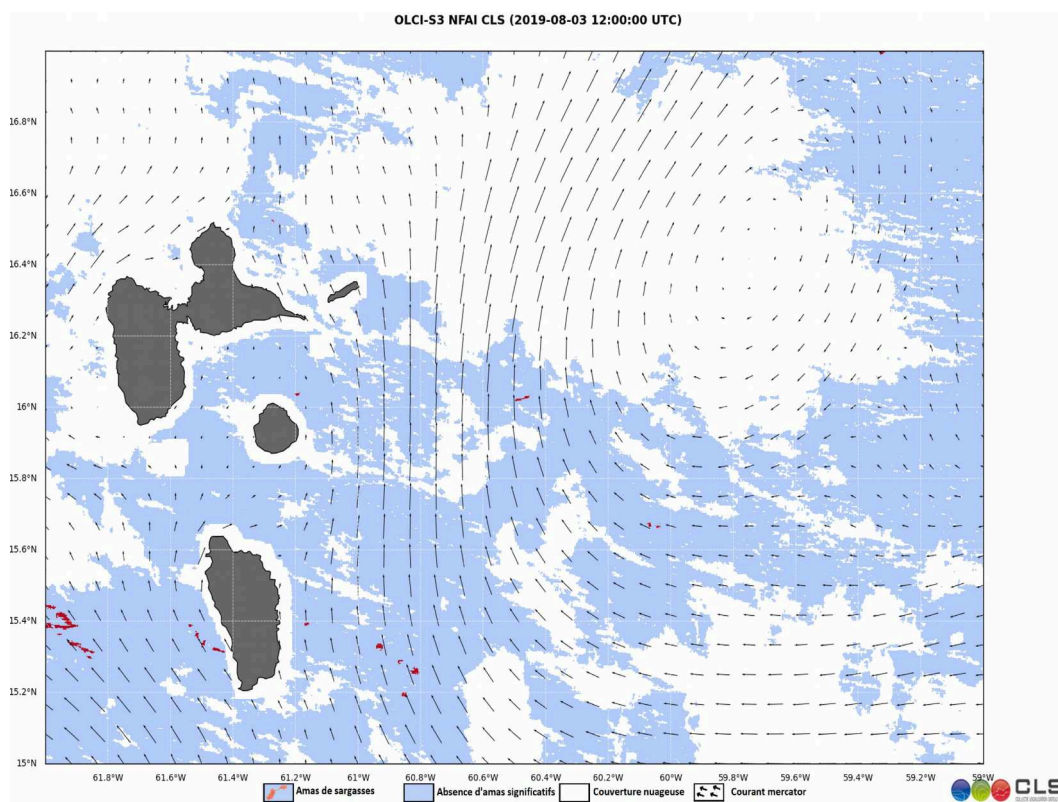 OLCI-S3 NFAI CLS (2019-08-03 12:00:00 UTC)
16.8°N
16.6°N
16.4°N
16.2°N
16°N
15.8°N
15.6°N
15.4°N
15.2°N
15°N
61.8°W 61.6°W 61.4°W 61.2°W 61°W 60.8°W 60.6°W 60.4°W 60.2°W 60°W 59.8°W 59.6°W 59.4°W 59.2°W 59°W
Amas de sargasses Absence d'amas significatifs Couverture nuageuse Courant mercator
CLS